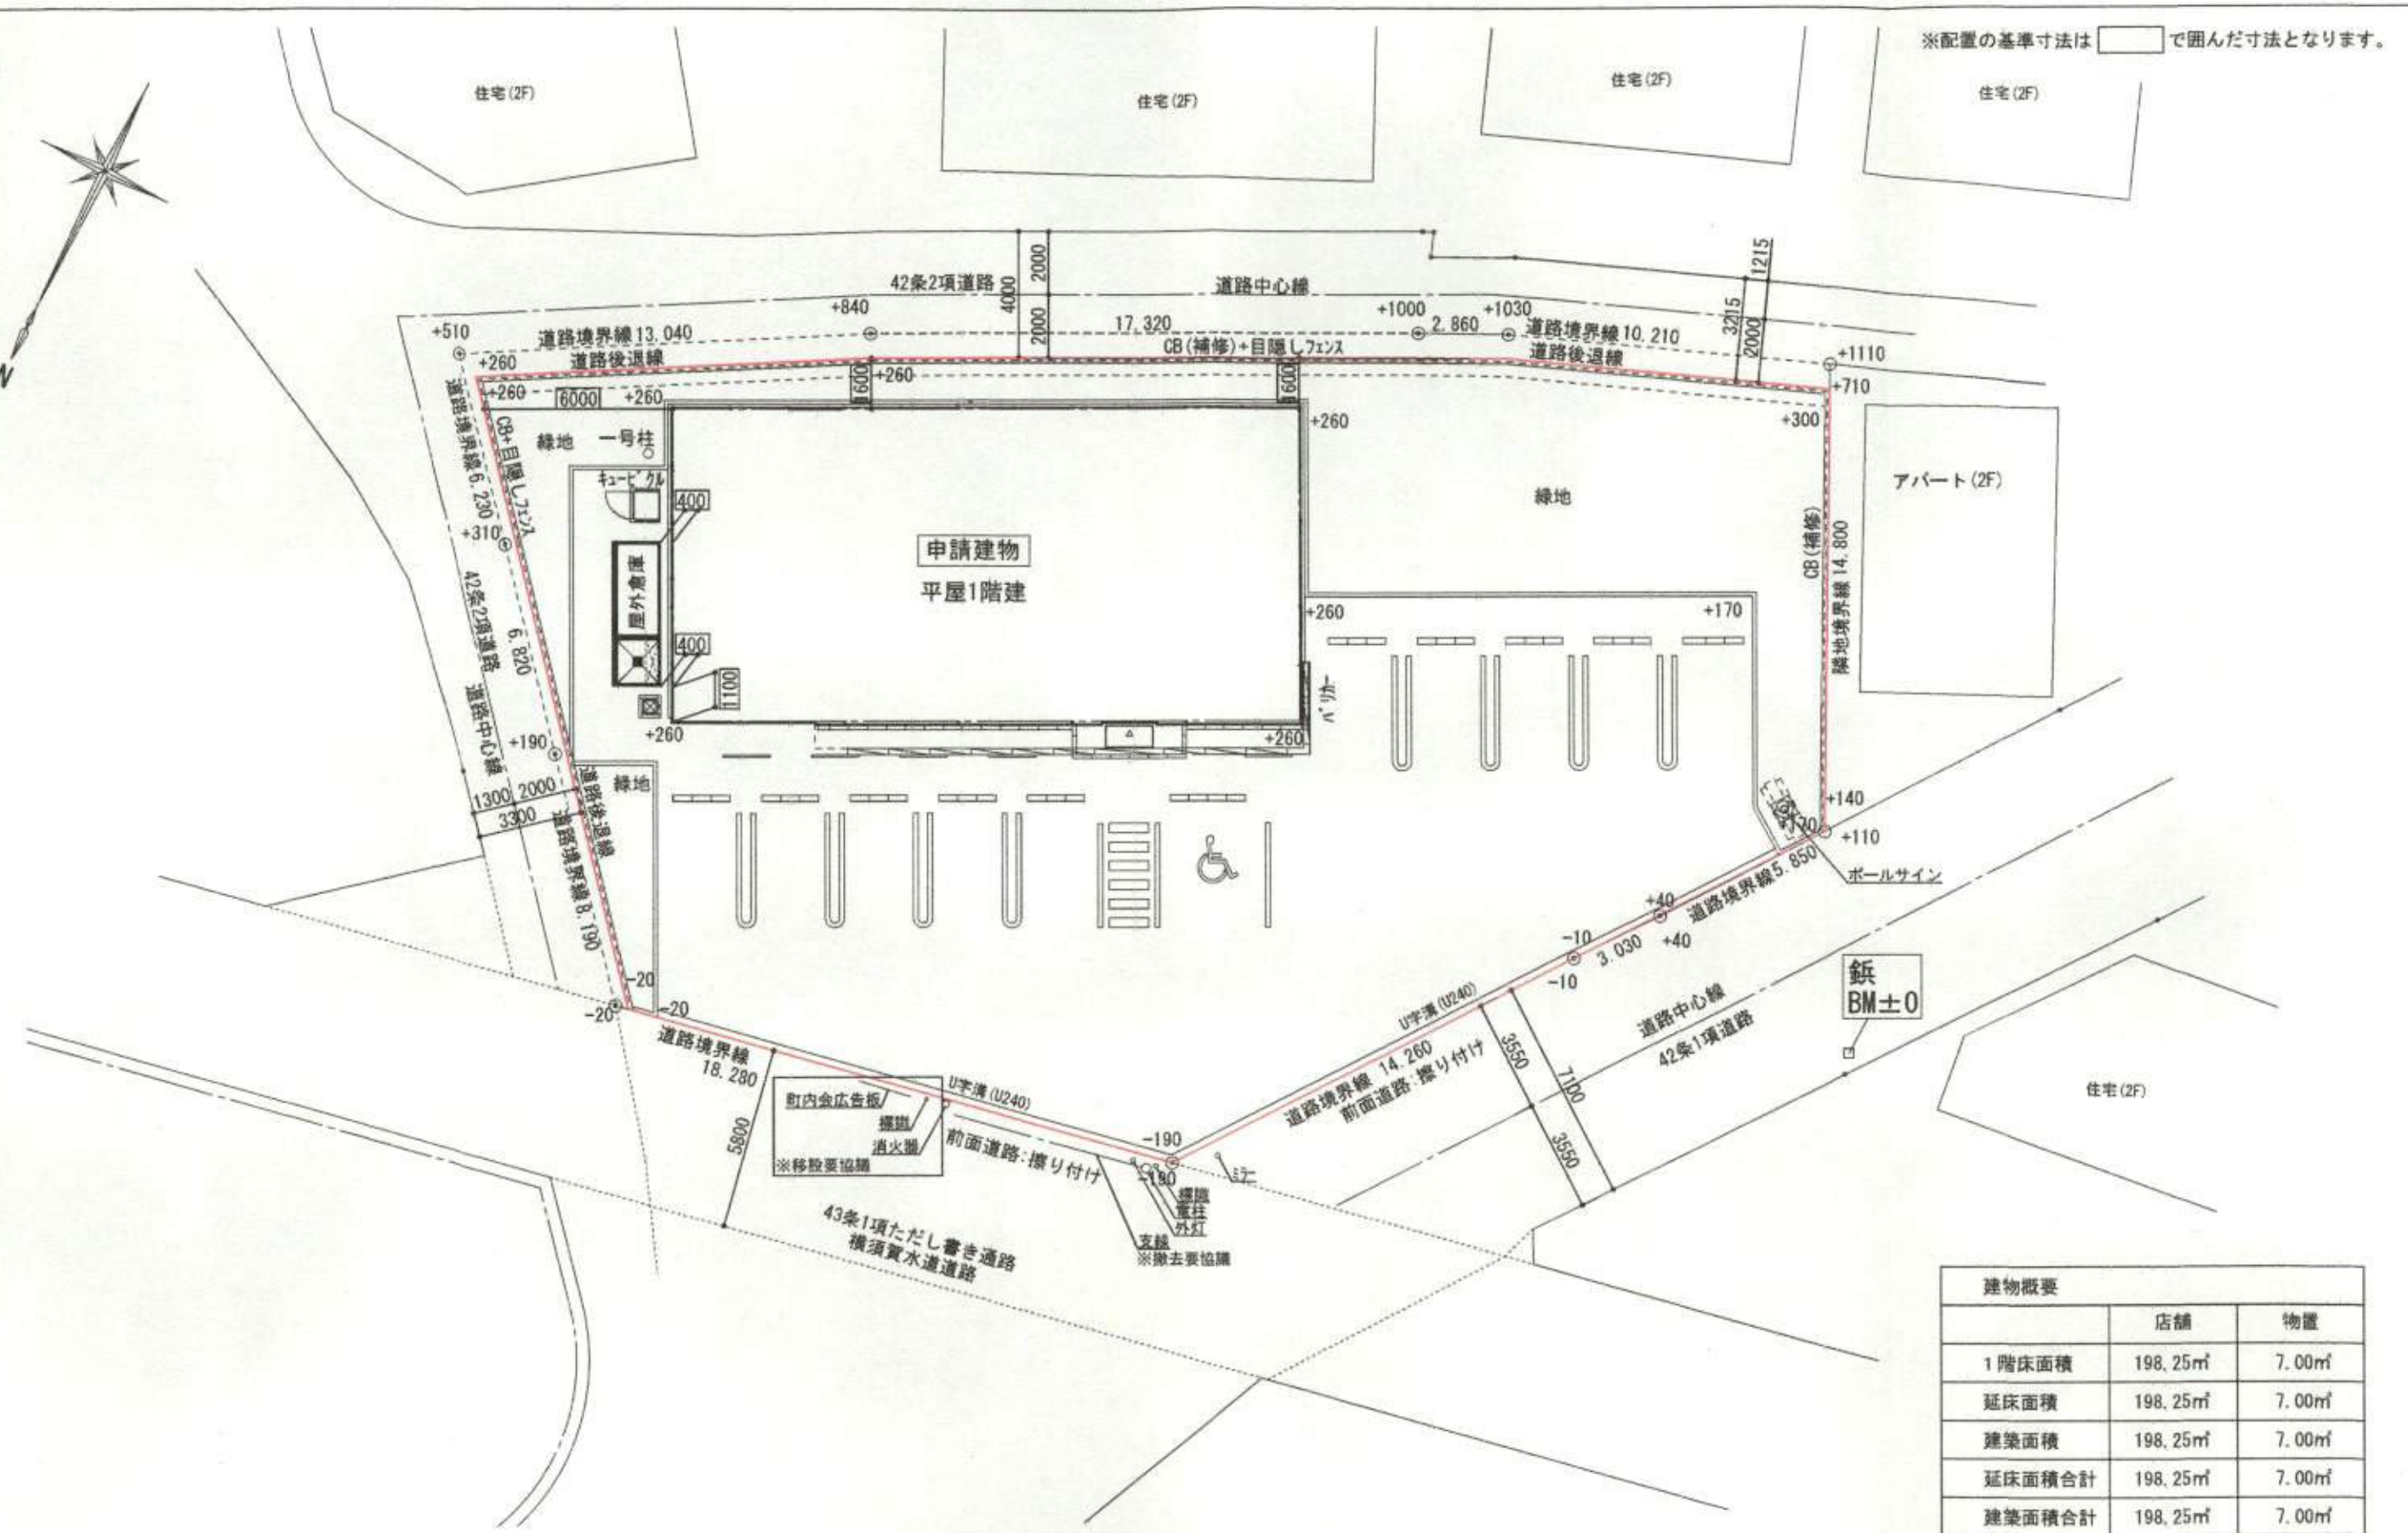 ※配置の基準寸法は で囲んだ寸法となります。
住宅(2F)
住宅(2F)
住宅(2F)
住宅(2F)
N
42条2項道路
道路中心線
4000
2000
2000
1215
3215
2000
+510
道路境界線13.040
道路後退線
+840
17.320
CB(補修)+目隠しフェンス
+1000
2.860
+1030
道路境界線10.210
道路後退線
+1110
+710
+300
+260
+260
6000
+260
600
+260
600
+260
緑地
一号柱
キュービクル
400
屋外倉庫
400
1100
+260
申請建物
平屋1階建
緑地
アパート(2F)
CB(補修)
隣地境界線14.800
道路境界線6.230
CB+目隠しフェンス
+310
6.820
42条2項道路
道路中心線
+190
1300
2000
3300
道路後退線
道路境界線8.190
緑地
+260
+170
バリカー
+260
+140
+170
+110
ポールサイン
道路境界線5.850
+40
+40
3.030
-10
-10
-20
-20
-20
道路境界線
18.280
5800
町内会広告板
標識
消火器
※移設要協議
U字溝(U240)
前面道路:擦り付け
43条1項ただし書き通路
横須賀水道道路
-190
-190
標識
電柱
外灯
支線
※撤去要協議
ミラー
U字溝(U240)
道路境界線 14.260
前面道路:擦り付け
3550
7100
3550
道路中心線
42条1項道路
鋲
BM±0
住宅(2F)
建物概要
店舗 物置
1階床面積 198.25㎡ 7.00㎡
延床面積 198.25㎡ 7.00㎡
建築面積 198.25㎡ 7.00㎡
延床面積合計 198.25㎡ 7.00㎡
建築面積合計 198.25㎡ 7.00㎡